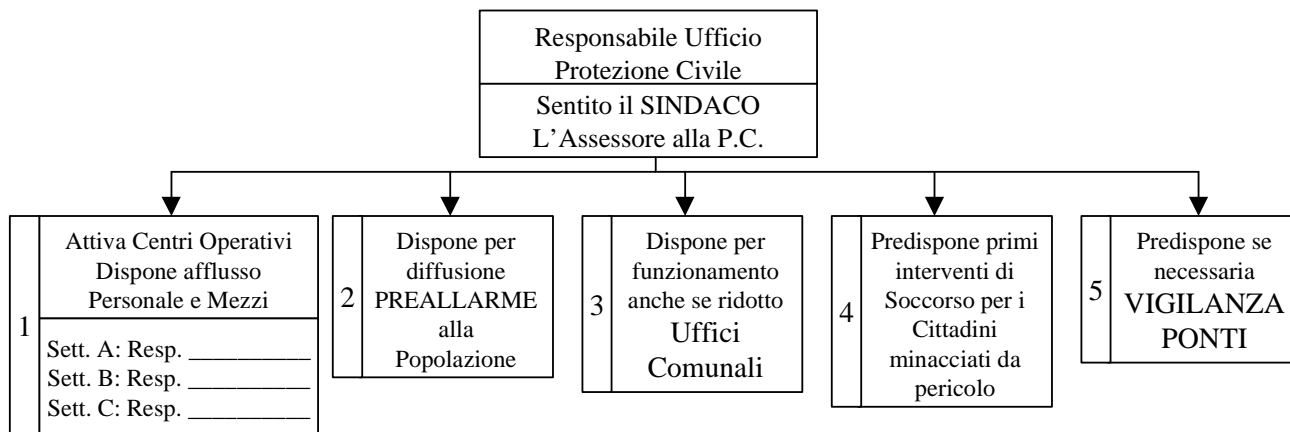 Responsabile Ufficio
Protezione Civile
Sentito il SINDACO
L'Assessore alla P.C.
1
Attiva Centri Operativi
Dispone afflusso
Personale e Mezzi
Sett. A: Resp. __________
Sett. B: Resp. __________
Sett. C: Resp. __________
2
Dispone per
diffusione
PREALLARME
alla
Popolazione
3
Dispone per
funzionamento
anche se ridotto
Uffici
Comunali
4
Predispone primi
interventi di
Soccorso per i
Cittadini
minacciati da
pericolo
5
Predispone se
necessaria
VIGILANZA
PONTI